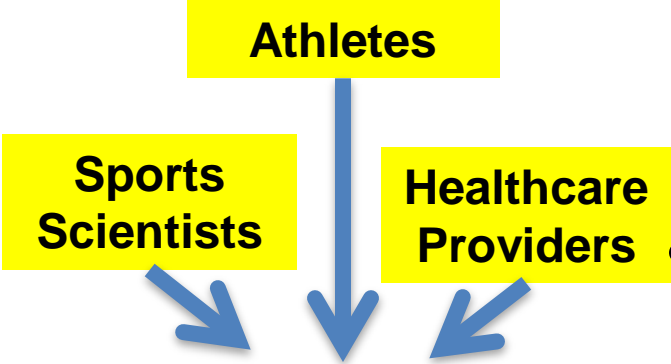 Athletes
Sports
Scientists
Healthcare
Providers